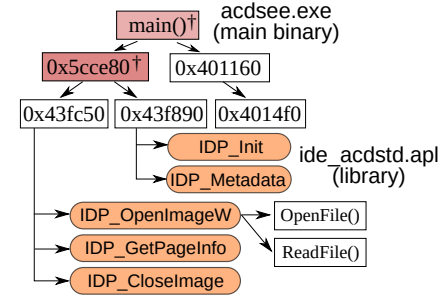 acdsee.exe
(main binary)
main()†
0x5cce80†
0x401160
0x43fc50
0x43f890
0x4014f0
IDP_Init
IDP_Metadata
ide_acdstd.apl
(library)
IDP_OpenImageW
OpenFile()
IDP_GetPageInfo
ReadFile()
IDP_CloseImage